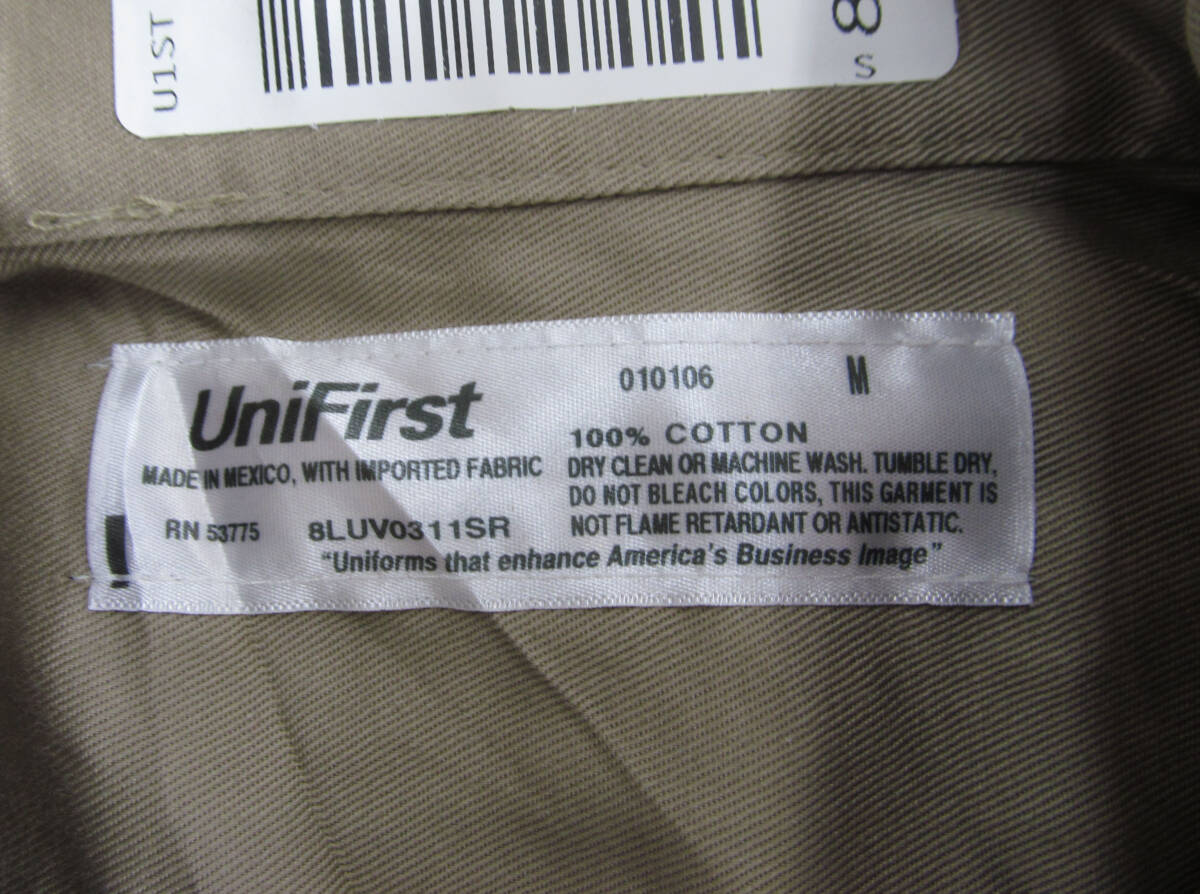 U1ST
8
S
UniFirst
010106 M
MADE IN MEXICO, WITH IMPORTED FABRIC
RN 53775 8LUV0311SR
100% COTTON
DRY CLEAN OR MACHINE WASH. TUMBLE DRY,
DO NOT BLEACH COLORS, THIS GARMENT IS
NOT FLAME RETARDANT OR ANTISTATIC.
"Uniforms that enhance America's Business Image"